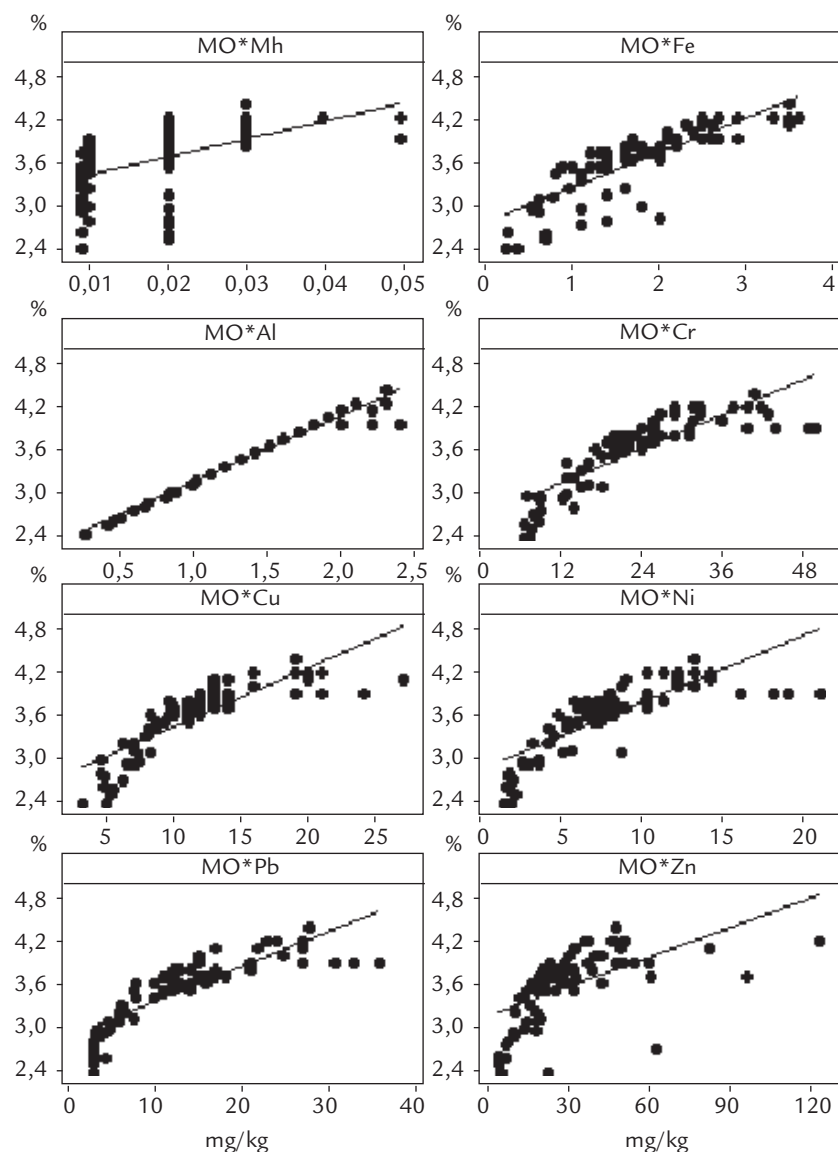 % %
MO*Mh MO*Fe
4,8 4,8
4,2 4,2
3,6 3,6
3,0 3,0
2,4 2,4
0,01 0,02 0,03 0,04 0,05 0 1 2 3 4
% %
MO*Al MO*Cr
4,8 4,8
4,2 4,2
3,6 3,6
3,0 3,0
2,4 2,4
0,5 1,0 1,5 2,0 2,5 0 12 24 36 48
% %
MO*Cu MO*Ni
4,8 4,8
4,2 4,2
3,6 3,6
3,0 3,0
2,4 2,4
5 10 15 20 25 0 5 10 15 20
% %
MO*Pb MO*Zn
4,8 4,8
4,2 4,2
3,6 3,6
3,0 3,0
2,4 2,4
0 10 20 30 40 0 30 60 90 120
mg/kg mg/kg